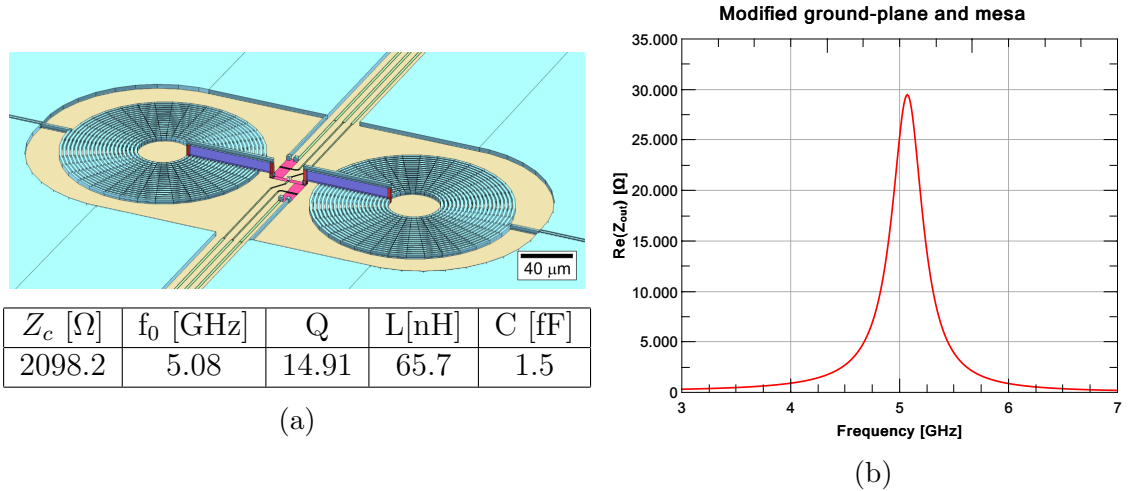 40 μm
Z_c [Ω] f_0 [GHz] Q L[nH] C [fF]
2098.2 5.08 14.91 65.7 1.5
(a)
Modified ground-plane and mesa
35.000
30.000
25.000
20.000
15.000
10.000
5.000
0
Re(Z_out) [Ω]
3 4 5 6 7
Frequency [GHz]
(b)